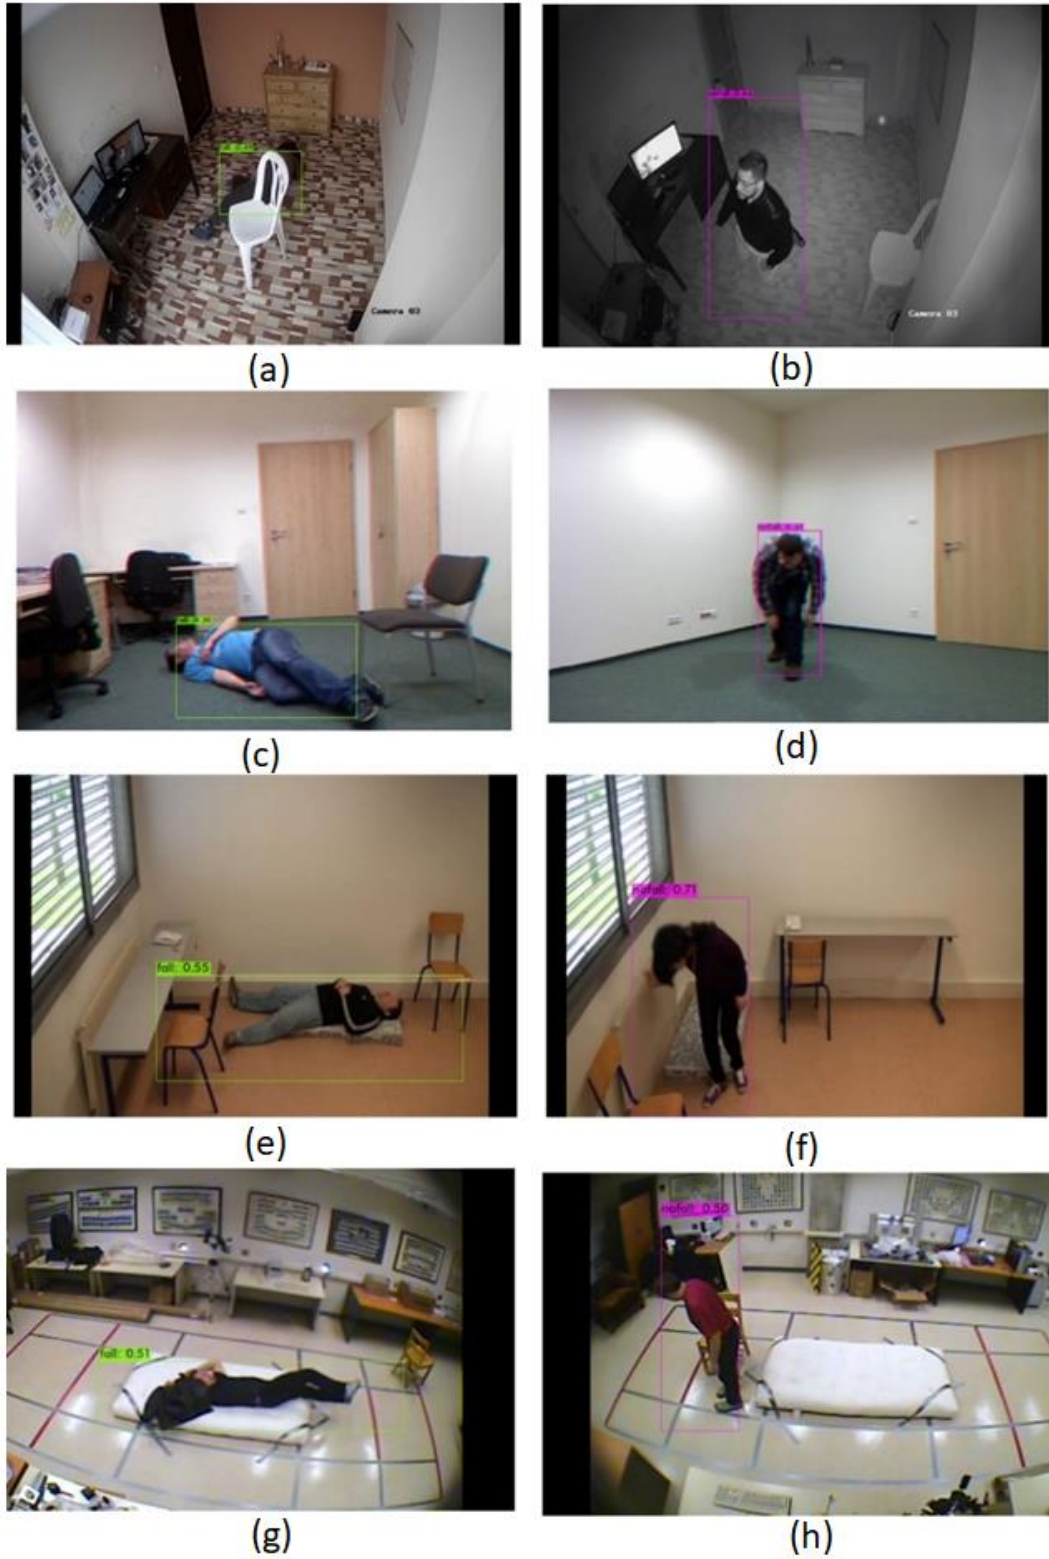 Camera 03
Camera 03
(a)
(b)
(c)
(d)
fall: 0.55
nofall: 0.71
(e)
(f)
fall: 0.51
nofall: 0.50
(g)
(h)